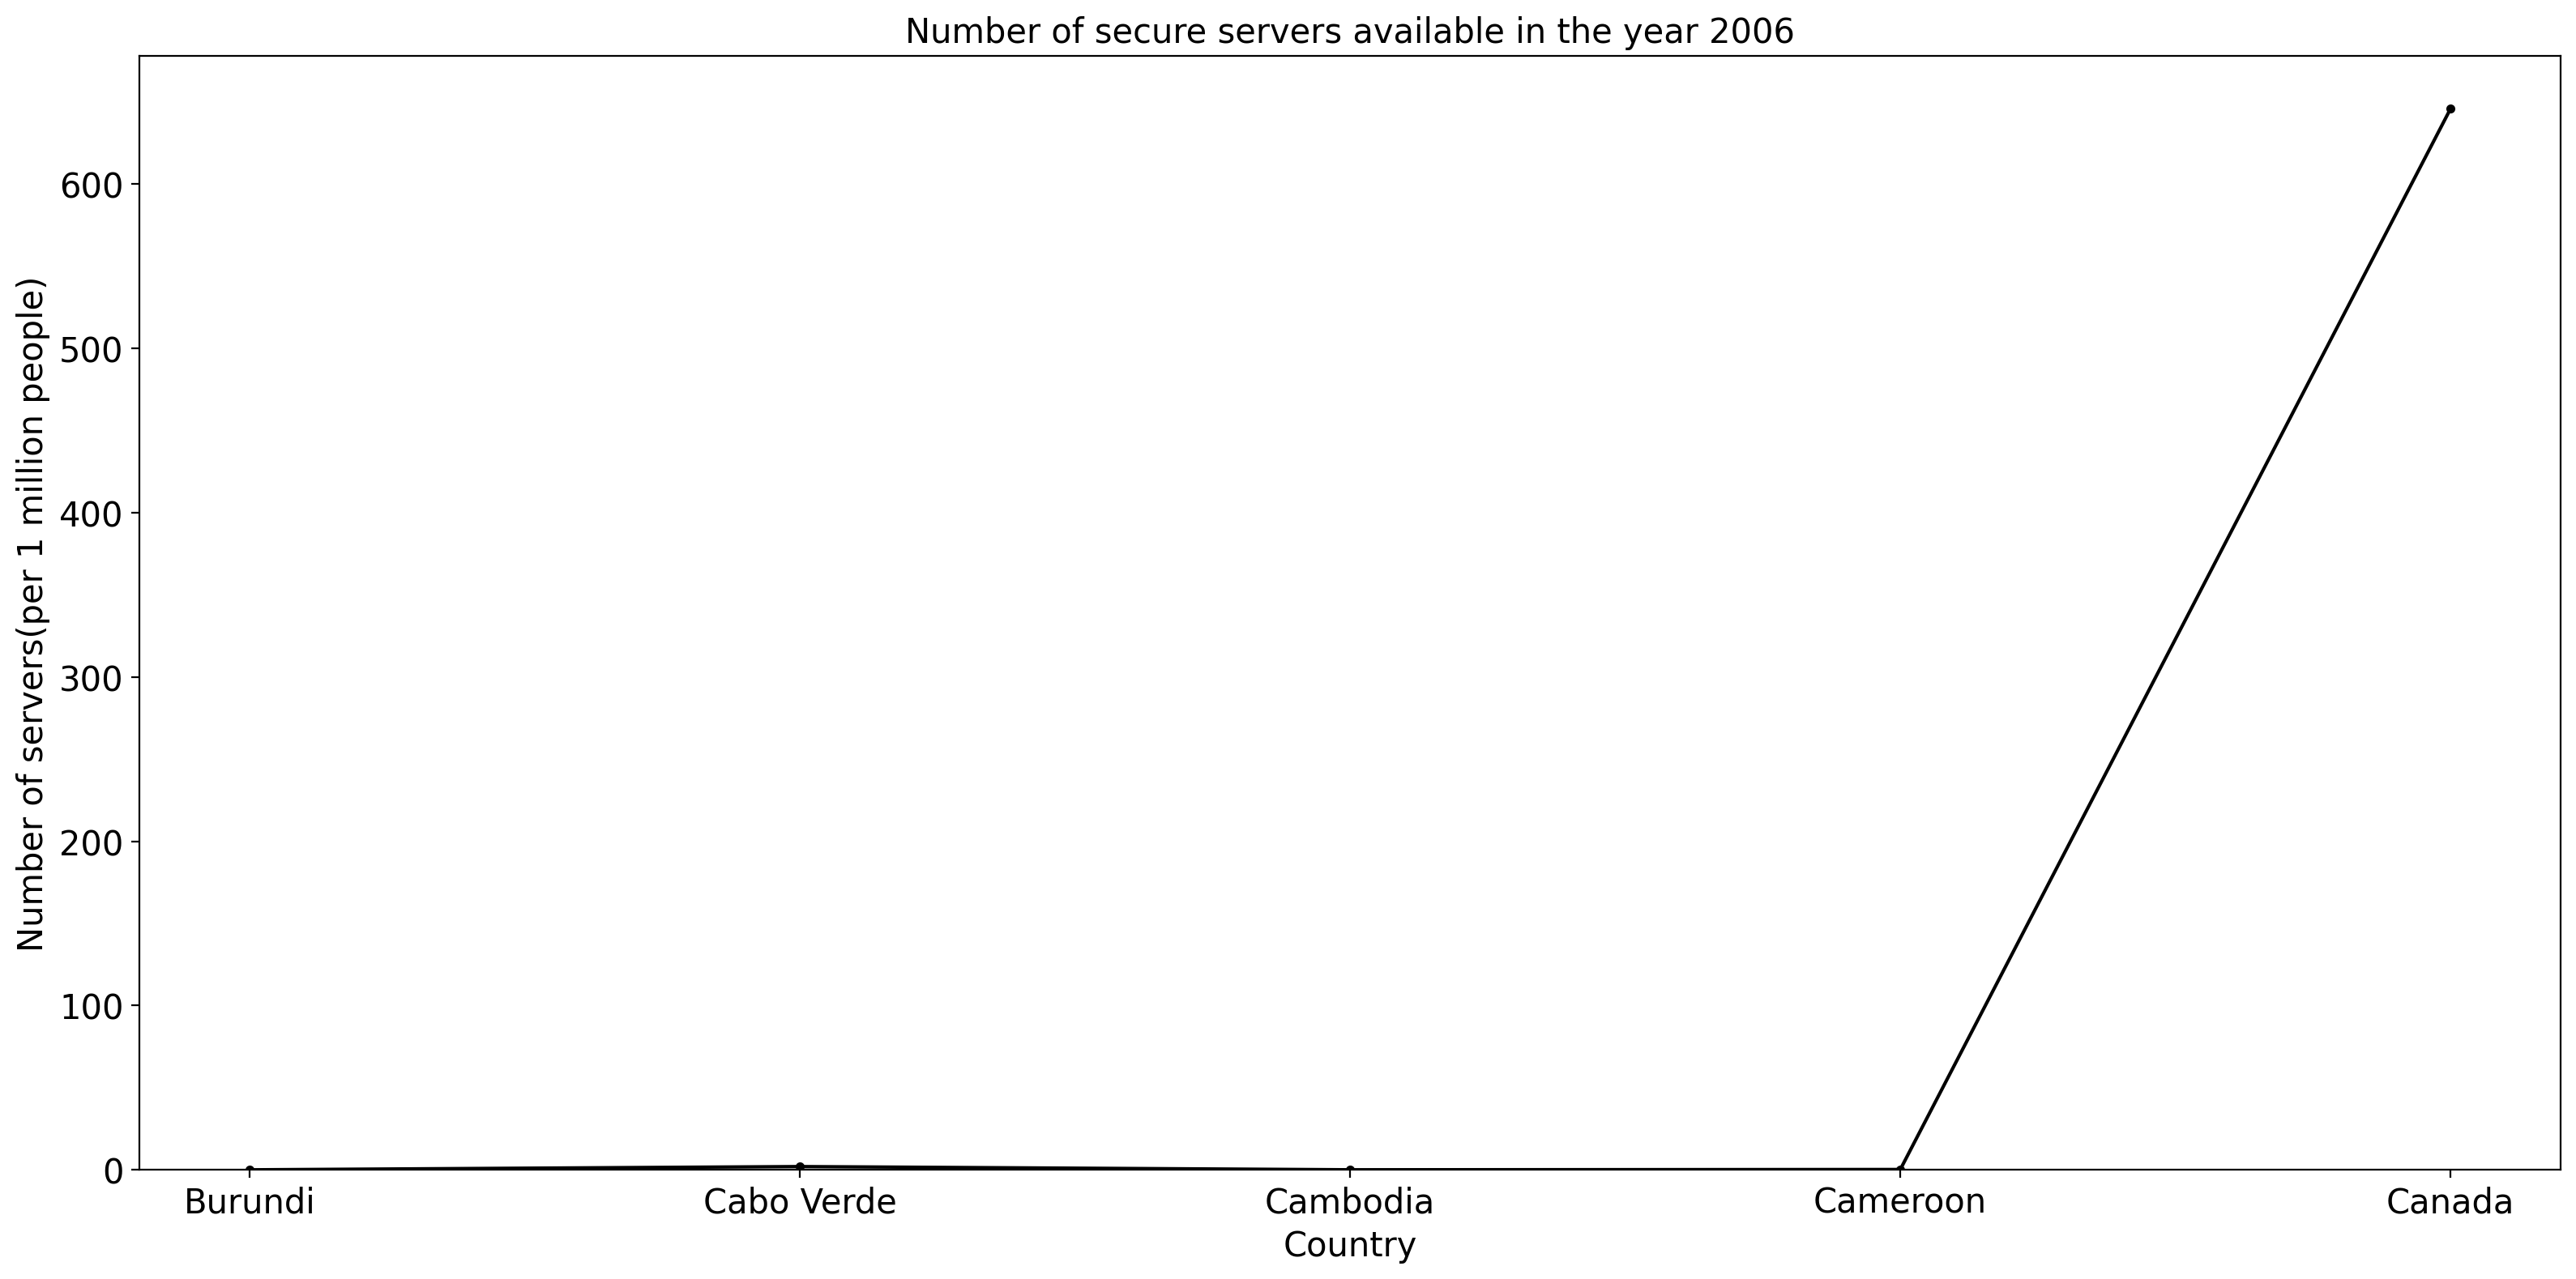 Number of secure servers available in the year 2006
Number of servers(per 1 million people)
600
500
400
300
200
100
0
Burundi
Cabo Verde
Cambodia
Cameroon
Canada
Country